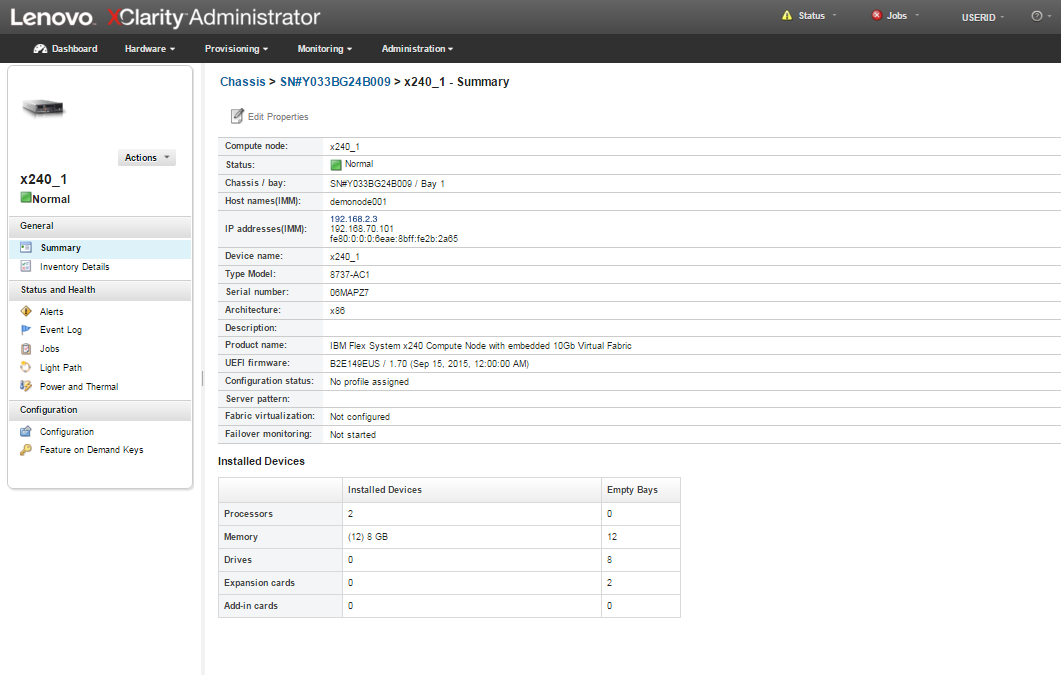 Lenovo XClarity Administrator
Status
Jobs
USERID
Dashboard Hardware Provisioning Monitoring Administration
Actions
x240_1
Normal
General
Summary
Inventory Details
Status and Health
Alerts
Event Log
Jobs
Light Path
Power and Thermal
Configuration
Configuration
Feature on Demand Keys
Chassis > SN#Y033BG24B009 > x240_1 - Summary
Edit Properties
Compute node: x240_1
Status: Normal
Chassis / bay: SN#Y033BG24B009 / Bay 1
Host names(IMM): demonode001
IP addresses(IMM): 192.168.2.3
192.168.70.101
fe80:0:0:0:6eae:8bff:fe2b:2a65
Device name: x240_1
Type Model: 8737-AC1
Serial number: 06MAPZ7
Architecture: x86
Description:
Product name: IBM Flex System x240 Compute Node with embedded 10Gb Virtual Fabric
UEFI firmware: B2E149EUS / 1.70 (Sep 15, 2015, 12:00:00 AM)
Configuration status: No profile assigned
Server pattern:
Fabric virtualization: Not configured
Failover monitoring: Not started
Installed Devices
Installed Devices Empty Bays
Processors 2 0
Memory (12) 8 GB 12
Drives 0 8
Expansion cards 0 2
Add-in cards 0 0